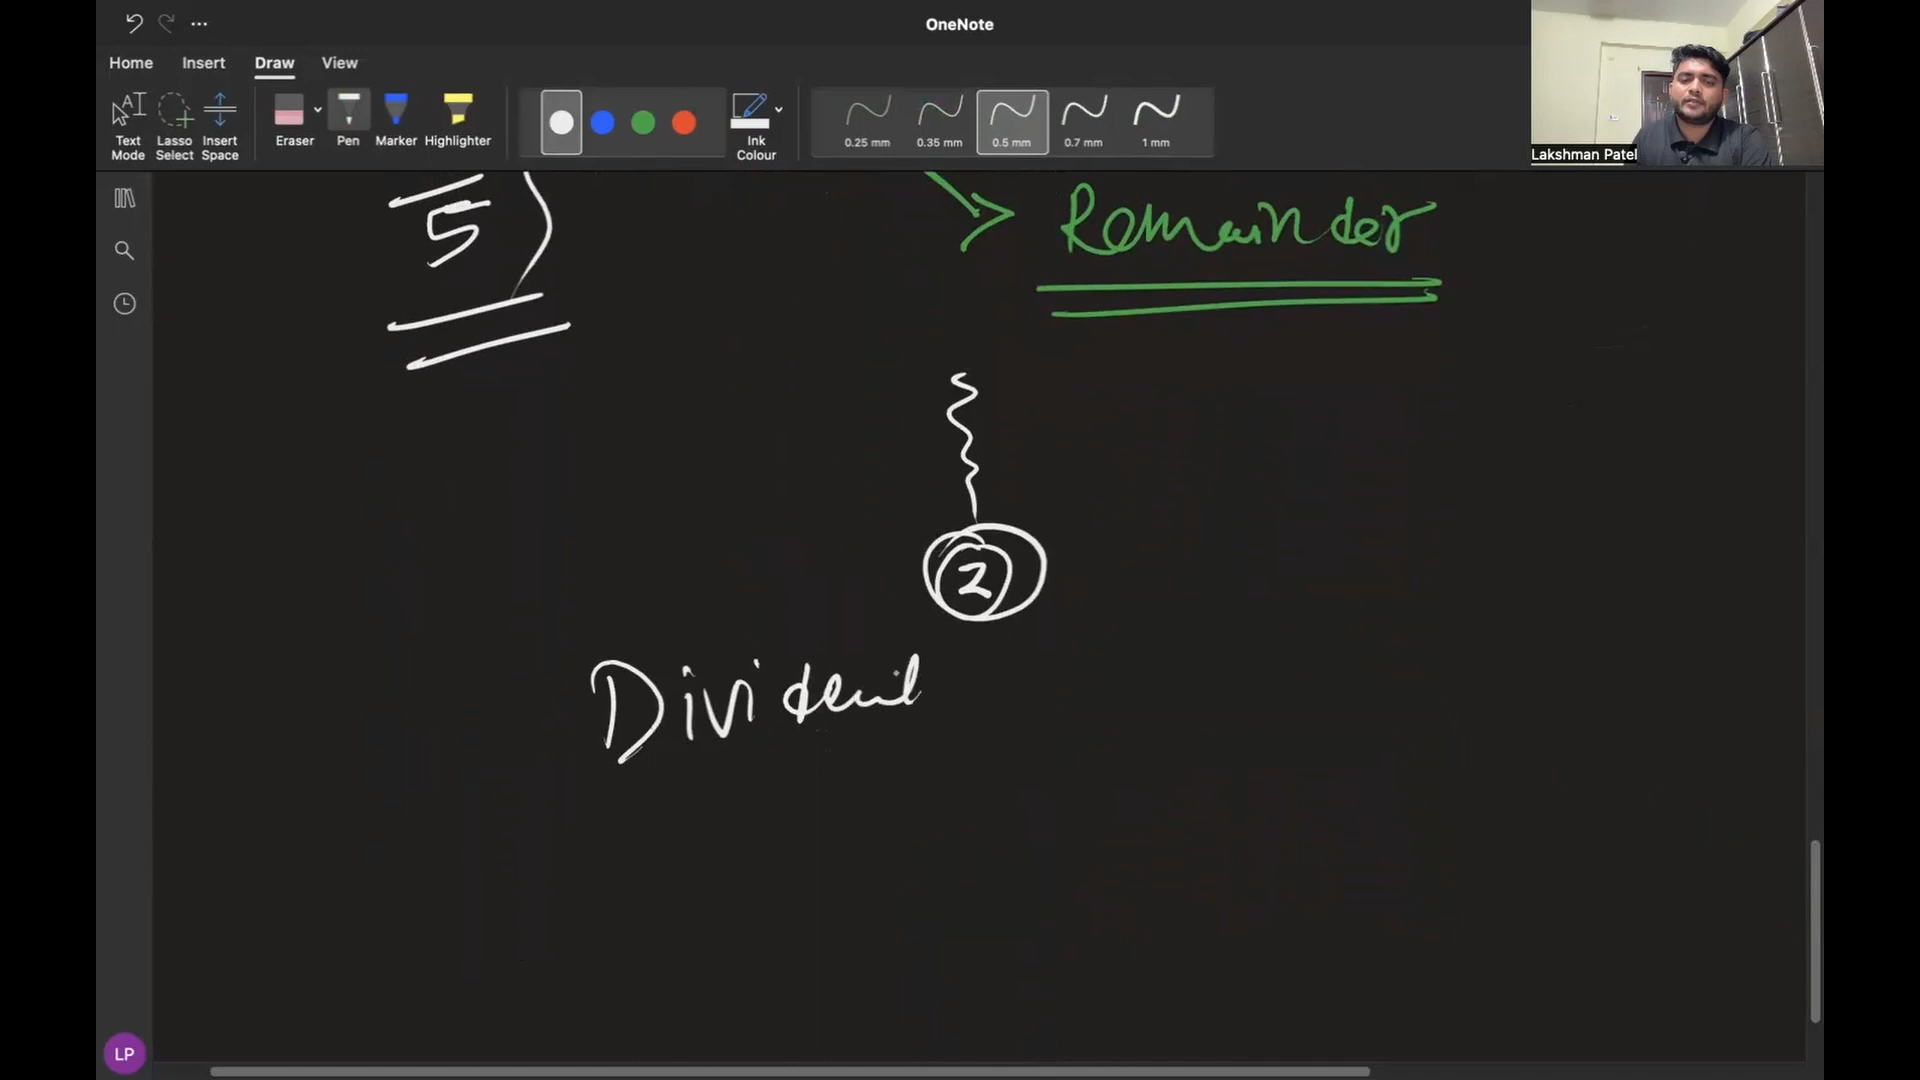 OneNote
Home Insert Draw View
Text Mode Lasso Select Insert Space Eraser Pen Marker Highlighter Ink Colour 0.25 mm 0.35 mm 0.5 mm 0.7 mm 1 mm
Lakshman Patel
5
Remainder
2
Dividend
LP